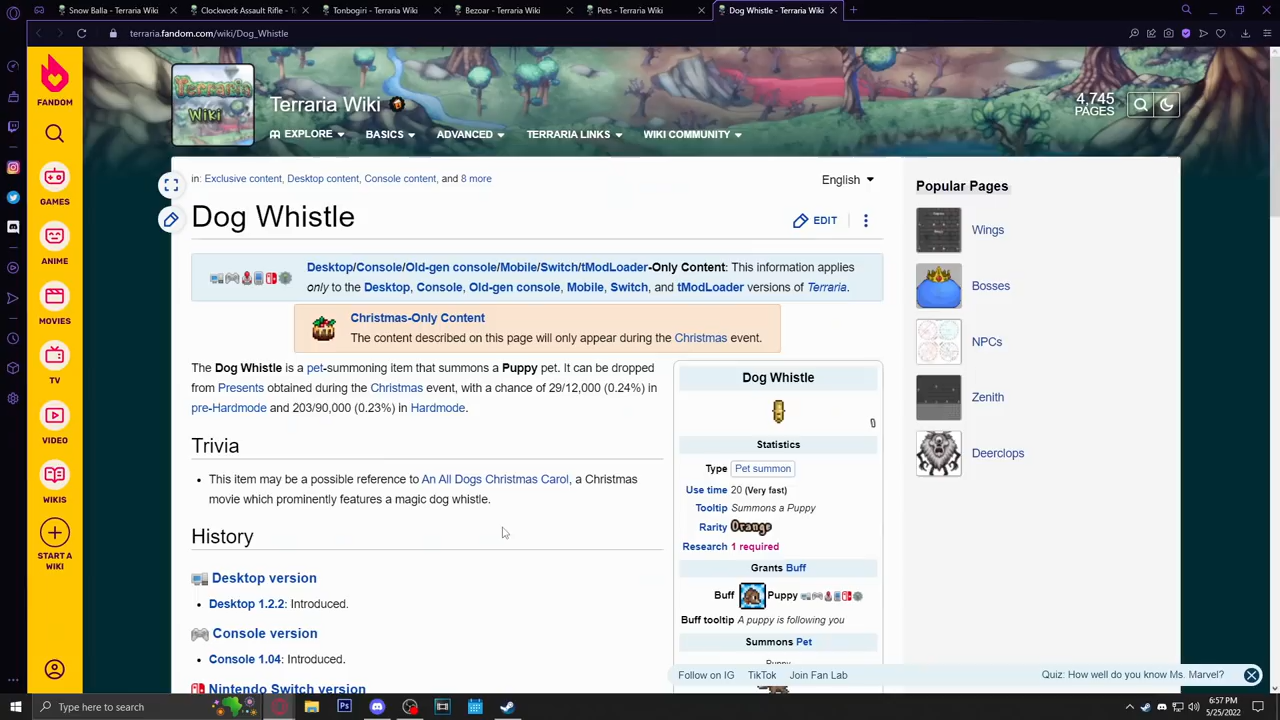 Snow Balla - Terraria Wiki
Clockwork Assault Rifle - T
Tonbogiri - Terraria Wiki
Bezoar - Terraria Wiki
Pets - Terraria Wiki
Dog Whistle - Terraria Wiki
terraria.fandom.com/wiki/Dog_Whistle
FANDOM
GAMES
ANIME
MOVIES
TV
VIDEO
WIKIS
START A
WIKI
Terraria
Wiki
Terraria Wiki
4,745
PAGES
EXPLORE
BASICS
ADVANCED
TERRARIA LINKS
WIKI COMMUNITY
in: Exclusive content, Desktop content, Console content, and 8 more
English
Dog Whistle
EDIT
Desktop/Console/Old-gen console/Mobile/Switch/tModLoader-Only Content: This information applies
only to the Desktop, Console, Old-gen console, Mobile, Switch, and tModLoader versions of Terraria.
Christmas-Only Content
The content described on this page will only appear during the Christmas event.
The Dog Whistle is a pet-summoning item that summons a Puppy pet. It can be dropped
from Presents obtained during the Christmas event, with a chance of 29/12,000 (0.24%) in
pre-Hardmode and 203/90,000 (0.23%) in Hardmode.
Trivia
• This item may be a possible reference to An All Dogs Christmas Carol, a Christmas
movie which prominently features a magic dog whistle.
History
Desktop version
• Desktop 1.2.2: Introduced.
Console version
• Console 1.04: Introduced.
Nintendo Switch version
Dog Whistle
Statistics
Type Pet summon
Use time 20 (Very fast)
Tooltip Summons a Puppy
Rarity Orange
Research 1 required
Grants Buff
Buff Puppy
Buff tooltip A puppy is following you
Summons Pet
Puppy
Popular Pages
Wings
Bosses
NPCs
Zenith
Deerclops
Follow on IG
TikTok
Join Fan Lab
Quiz: How well do you know Ms. Marvel?
Type here to search
6:57 PM
5/25/2022